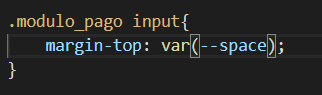 .modulo_pago input{
    margin-top: var(--space);
}